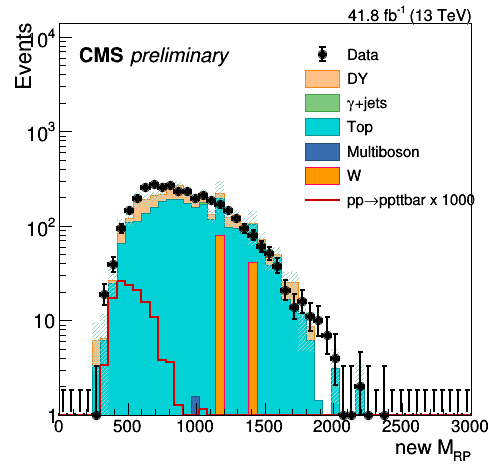 41.8 fb⁻¹ (13 TeV)
Events
CMS preliminary
Data
DY
γ+jets
Top
Multiboson
W
pp→ppttbar x 1000
10⁴
10³
10²
10
1
0 500 1000 1500 2000 2500 3000
new M_RP